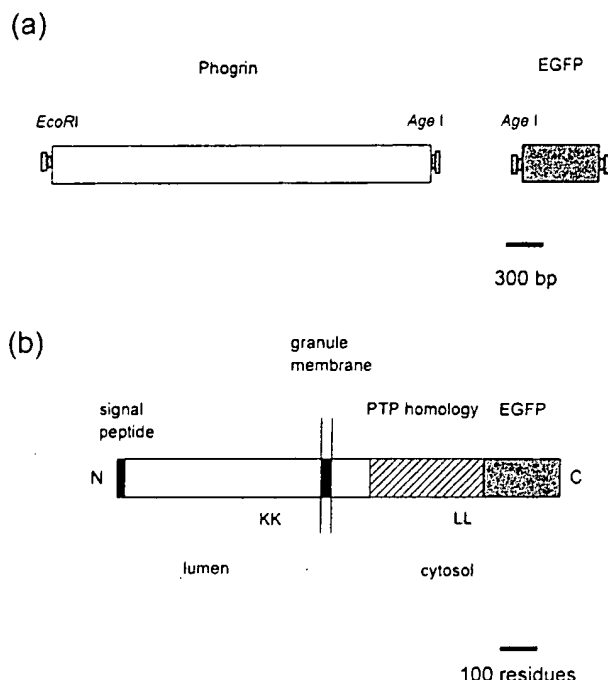 (a)
Phogrin EGFP
EcoRI Age I Age I
300 bp
(b)
granule
membrane
signal
peptide
PTP homology EGFP
N C
KK LL
lumen cytosol
100 residues